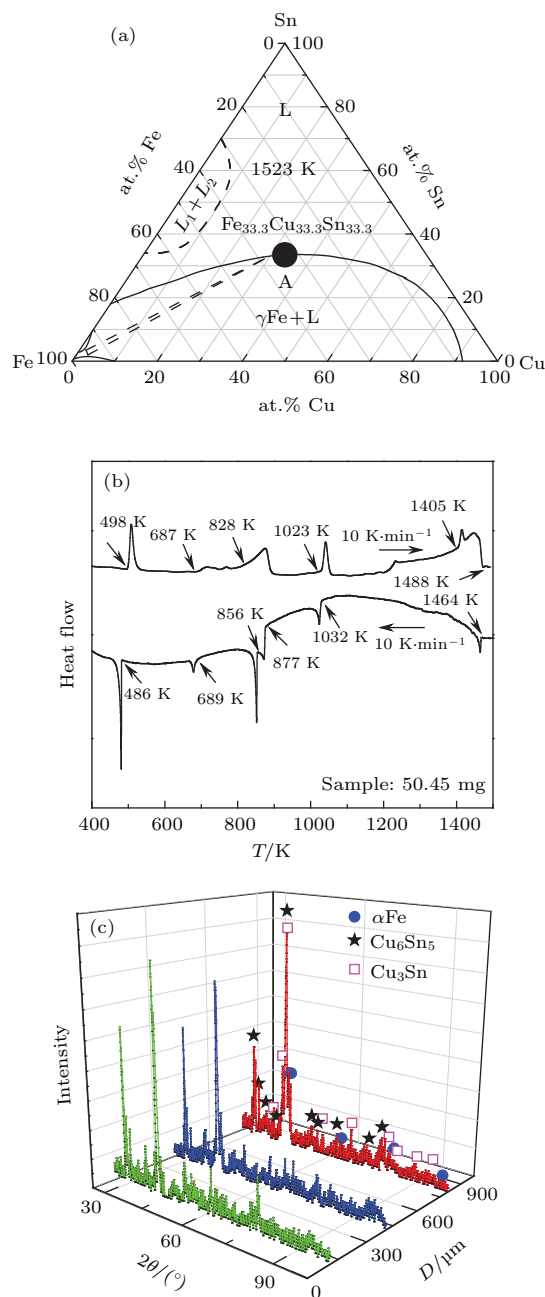 (a)
Sn
0 100
20 80
L
at.% Fe
at.% Sn
40 1523 K 60
L₁+L₂
60 Fe₃₃.₃Cu₃₃.₃Sn₃₃.₃ 40
A
80 20
γFe+L
Fe 100 0 Cu
0 20 40 60 80 100
at.% Cu
(b)
498 K 687 K 828 K 1023 K 10 K·min⁻¹ 1405 K
1488 K
856 K 1464 K
1032 K 10 K·min⁻¹
877 K
486 K 689 K
Heat flow
Sample: 50.45 mg
400 600 800 1000 1200 1400
T/K
(c)
αFe
Cu₆Sn₅
Cu₃Sn
Intensity
30 60 90
2θ/(°)
0 300 600 900
D/μm